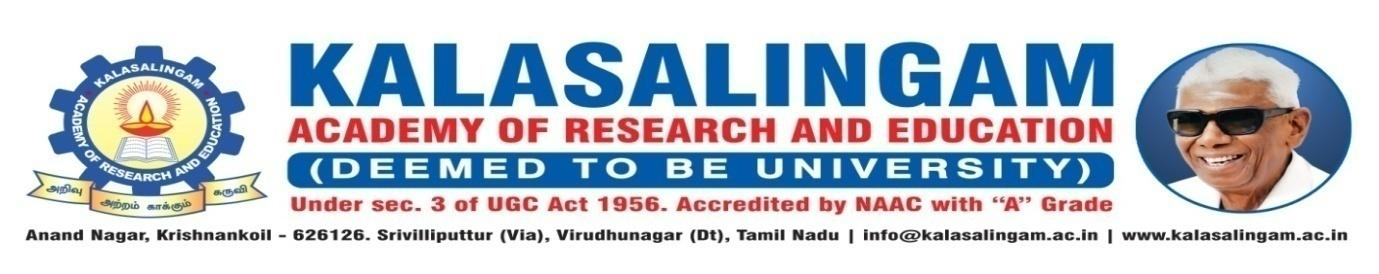 KALASALINGAM
ACADEMY OF RESEARCH AND EDUCATION
அறிவு
அற்றம் காக்கும்
கருவி
KALASALINGAM
ACADEMY OF RESEARCH AND EDUCATION
(DEEMED TO BE UNIVERSITY)
Under sec. 3 of UGC Act 1956. Accredited by NAAC with “A” Grade
Anand Nagar, Krishnankoil - 626126. Srivilliputtur (Via), Virudhunagar (Dt), Tamil Nadu | info@kalasalingam.ac.in | www.kalasalingam.ac.in